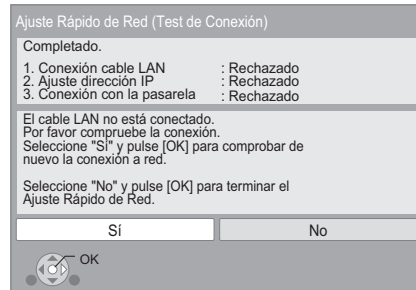 Ajuste Rápido de Red (Test de Conexión)
Completado.
1. Conexión cable LAN : Rechazado
2. Ajuste dirección IP : Rechazado
3. Conexión con la pasarela : Rechazado
El cable LAN no está conectado.
Por favor compruebe la conexión.
Seleccione "Sí" y pulse [OK] para comprobar de
nuevo la conexión a red.
Seleccione "No" y pulse [OK] para terminar el
Ajuste Rápido de Red.
Sí No
OK